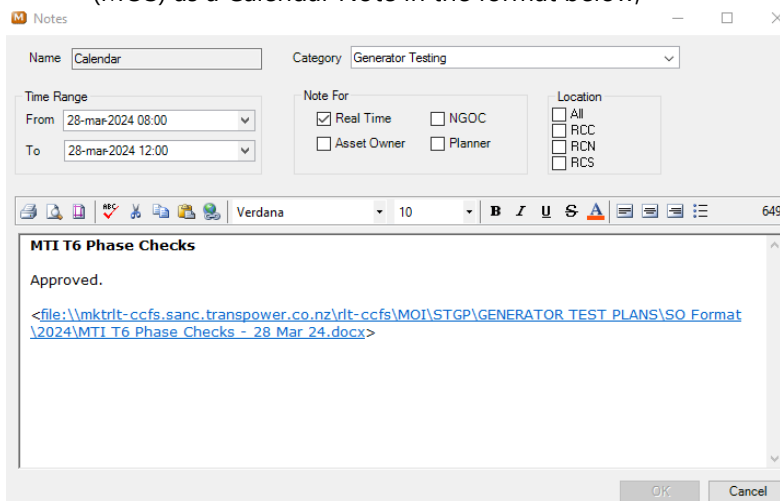 (MCC) as a Calendar Note in the format below,
M Notes
Name Calendar Category Generator Testing
Time Range Note For Location
From 28-mar-2024 08:00 Real Time NGOC All
RCC
To 28-mar-2024 12:00 Asset Owner Planner RCN
RCS
ABC Verdana 10 B I U S A 649
MTI T6 Phase Checks
Approved.
<file:\\mktrlt-ccfs.sanc.transpower.co.nz\rlt-ccfs\MOI\STGP\GENERATOR TEST PLANS\SO Format
\2024\MTI T6 Phase Checks - 28 Mar 24.docx>
OK Cancel